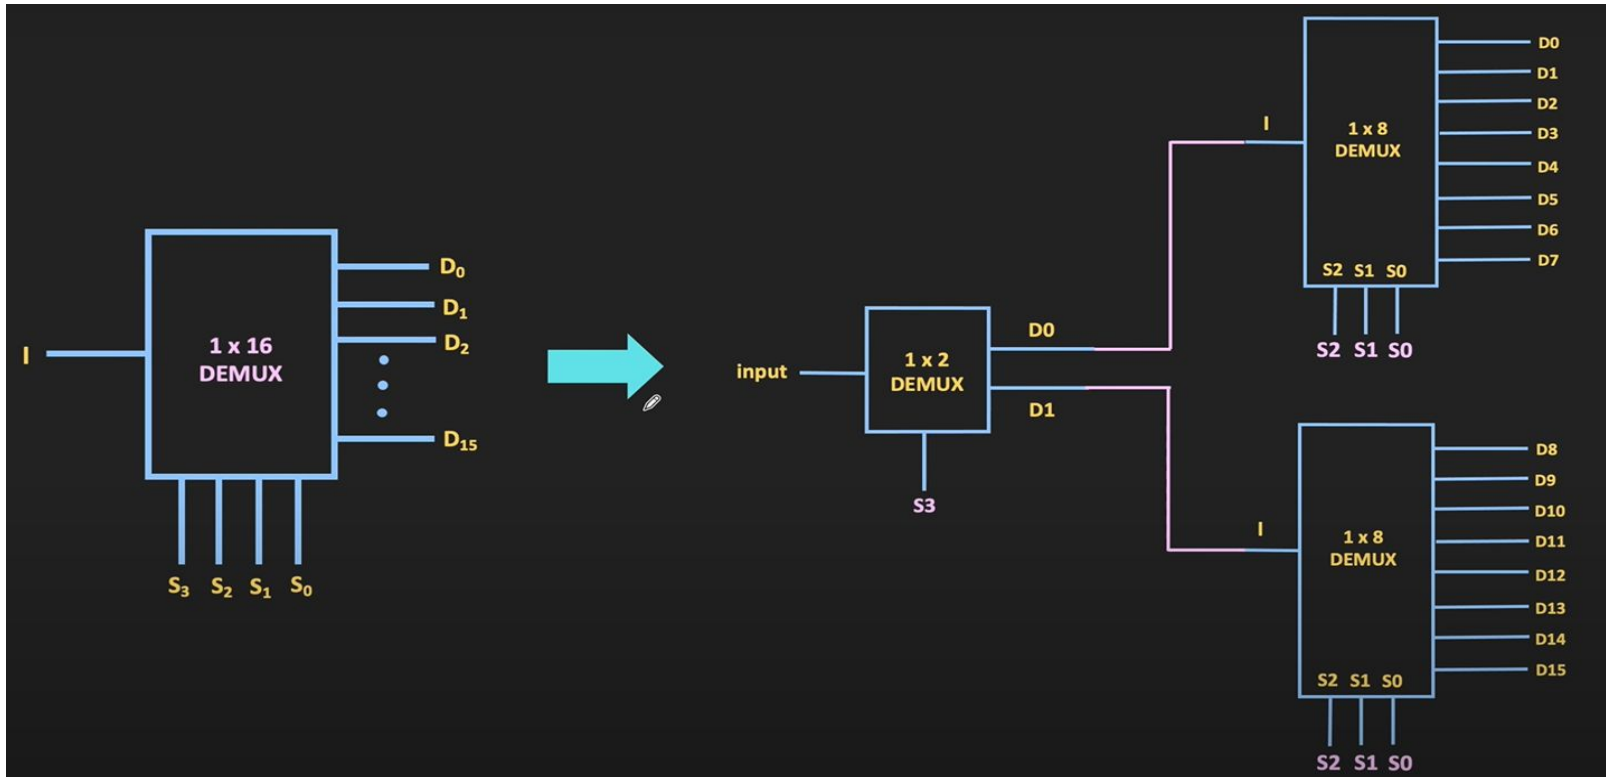 I
1 x 16
DEMUX
D0
D1
D2
D15
S3 S2 S1 S0
input
1 x 2
DEMUX
D0
D1
S3
I
1 x 8
DEMUX
S2 S1 S0
S2 S1 S0
D0
D1
D2
D3
D4
D5
D6
D7
I
1 x 8
DEMUX
S2 S1 S0
S2 S1 S0
D8
D9
D10
D11
D12
D13
D14
D15